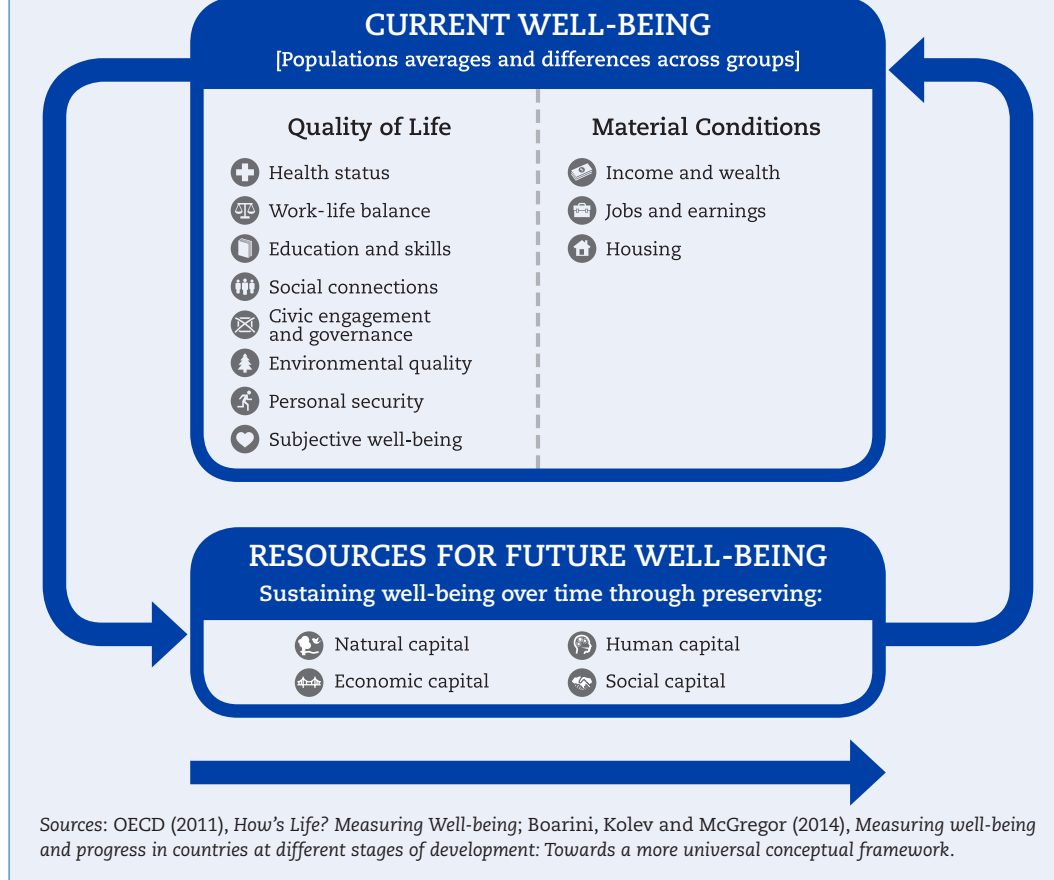 CURRENT WELL-BEING
[Populations averages and differences across groups]
Quality of Life
Health status
Work-life balance
Education and skills
Social connections
Civic engagement
and governance
Environmental quality
Personal security
Subjective well-being
Material Conditions
Income and wealth
Jobs and earnings
Housing
RESOURCES FOR FUTURE WELL-BEING
Sustaining well-being over time through preserving:
Natural capital
Human capital
Economic capital
Social capital
Sources: OECD (2011), How's Life? Measuring Well-being; Boarini, Kolev and McGregor (2014), Measuring well-being
and progress in countries at different stages of development: Towards a more universal conceptual framework.